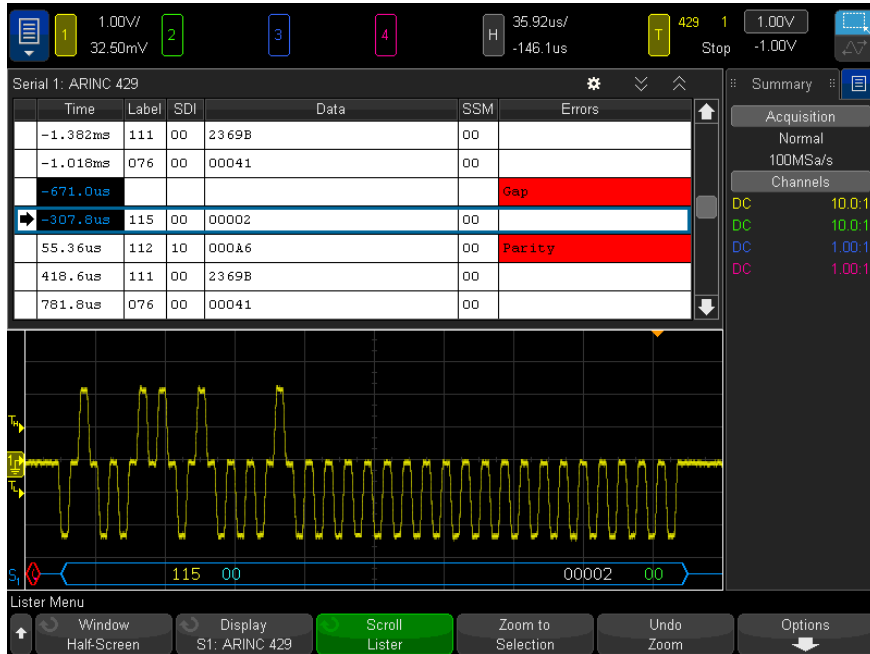 1 1.00V/ 32.50mV 2 3 4 H 35.92us/ -146.1us T 429 1 Stop 1.00V -1.00V
Serial 1: ARINC 429
Time Label SDI Data SSM Errors
-1.382ms 111 00 2369B 00
-1.018ms 076 00 00041 00
-671.0us Gap
-307.8us 115 00 00002 00
55.36us 112 10 000A6 00 Parity
418.6us 111 00 2369B 00
781.8us 076 00 00041 00
Summary
Acquisition
Normal
100MSa/s
Channels
DC 10.0:1
DC 10.0:1
DC 1.00:1
DC 1.00:1
TH
1
TL
S1 115 00 00002 00
Lister Menu
Window
Half-Screen
Display
S1: ARINC 429
Scroll
Lister
Zoom to
Selection
Undo
Zoom
Options